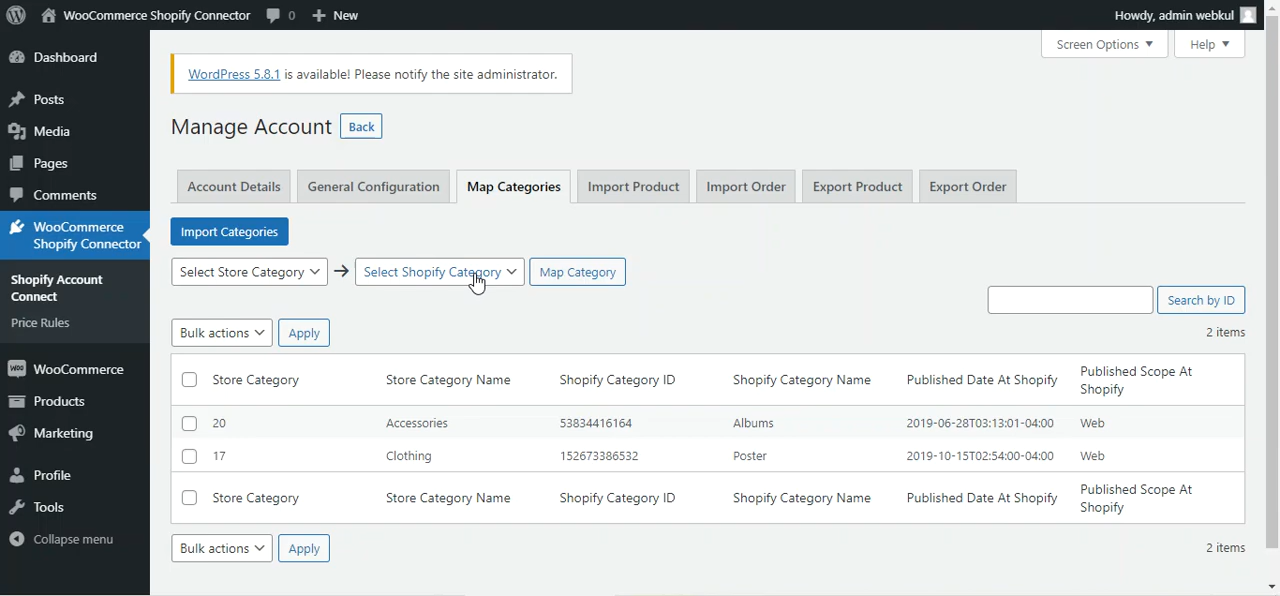 WooCommerce Shopify Connector 0 New Howdy, admin webkul
Dashboard
Posts
Media
Pages
Comments
WooCommerce
Shopify Connector
Shopify Account
Connect
Price Rules
WooCommerce
Products
Marketing
Profile
Tools
Collapse menu
Screen Options Help
WordPress 5.8.1 is available! Please notify the site administrator.
Manage Account Back
Account Details General Configuration Map Categories Import Product Import Order Export Product Export Order
Import Categories
Select Store Category → Select Shopify Category Map Category
Search by ID
Bulk actions Apply 2 items
Store Category Store Category Name Shopify Category ID Shopify Category Name Published Date At Shopify Published Scope At
Shopify
20 Accessories 53834416164 Albums 2019-06-28T03:13:01-04:00 Web
17 Clothing 152673386532 Poster 2019-10-15T02:54:00-04:00 Web
Store Category Store Category Name Shopify Category ID Shopify Category Name Published Date At Shopify Published Scope At
Shopify
Bulk actions Apply 2 items